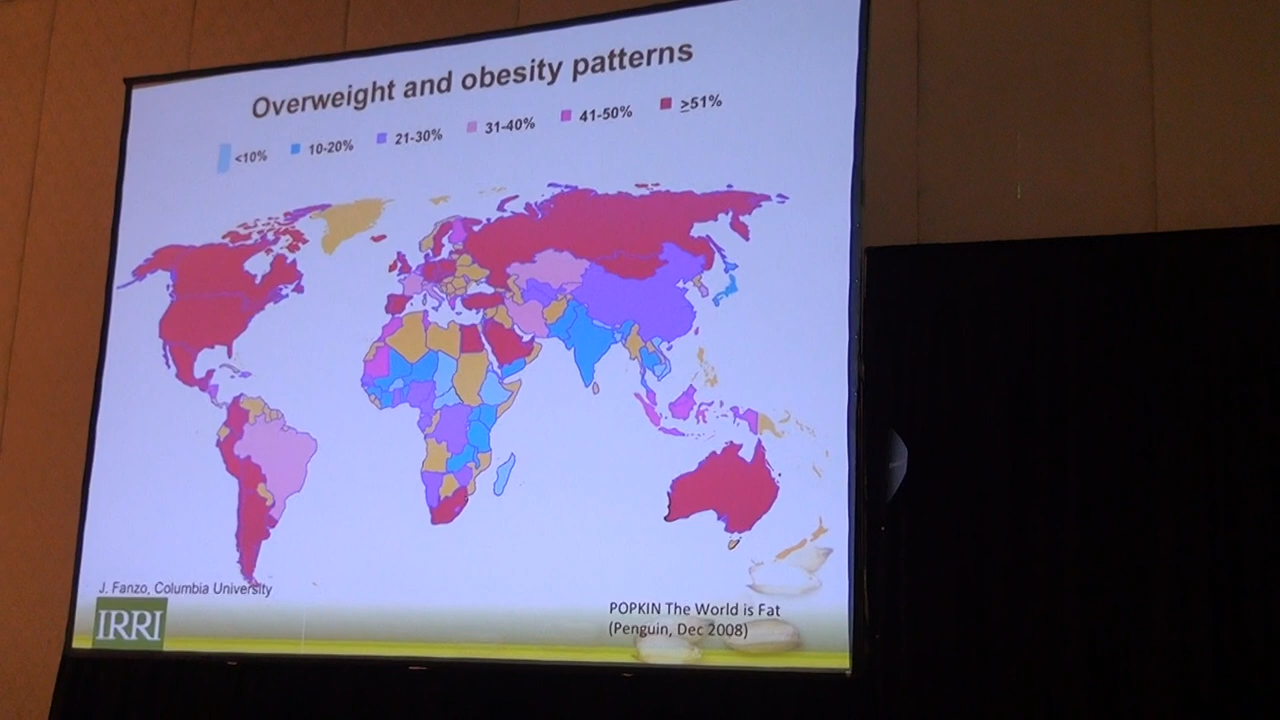 Overweight and obesity patterns
<10% 10-20% 21-30% 31-40% 41-50% ≥51%
J. Fanzo, Columbia University
IRRI
POPKIN The World is Fat
(Penguin, Dec 2008)